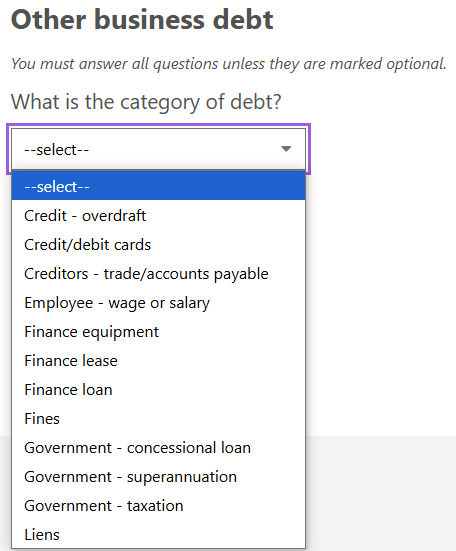 Other business debt
You must answer all questions unless they are marked optional.
What is the category of debt?
--select--
--select--
Credit - overdraft
Credit/debit cards
Creditors - trade/accounts payable
Employee - wage or salary
Finance equipment
Finance lease
Finance loan
Fines
Government - concessional loan
Government - superannuation
Government - taxation
Liens